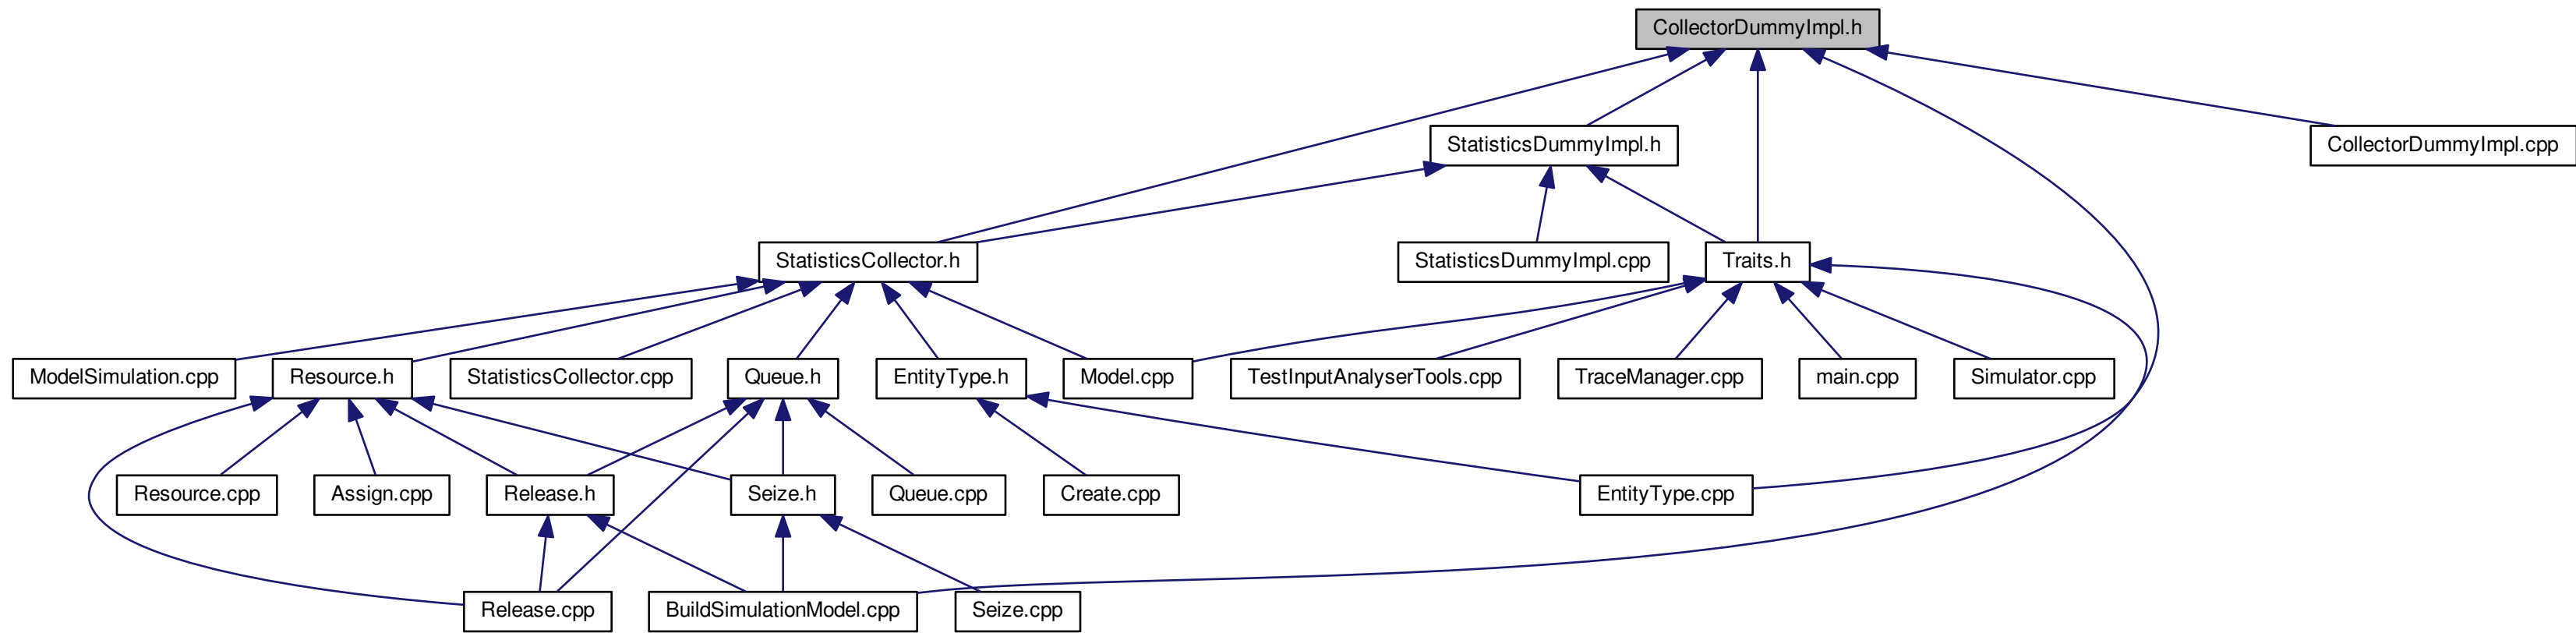 CollectorDummyImpl.h
StatisticsDummyImpl.h
CollectorDummyImpl.cpp
StatisticsCollector.h
StatisticsDummyImpl.cpp
Traits.h
ModelSimulation.cpp
Resource.h
StatisticsCollector.cpp
Queue.h
EntityType.h
Model.cpp
TestInputAnalyserTools.cpp
TraceManager.cpp
main.cpp
Simulator.cpp
Resource.cpp
Assign.cpp
Release.h
Seize.h
Queue.cpp
Create.cpp
EntityType.cpp
Release.cpp
BuildSimulationModel.cpp
Seize.cpp